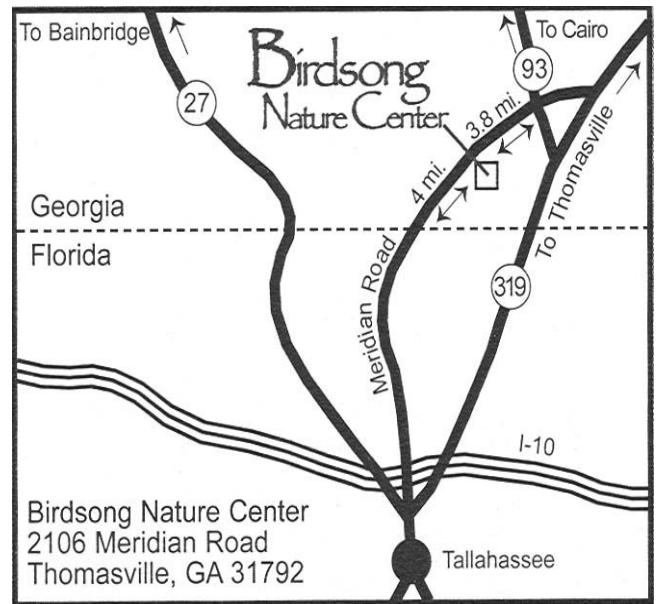 To Bainbridge
To Cairo
Birdsong
Nature Center
27
93
3.8 mi.
4 mi.
Georgia
Florida
To Thomasville
Meridian Road
319
I-10
Birdsong Nature Center
2106 Meridian Road
Thomasville, GA 31792
Tallahassee